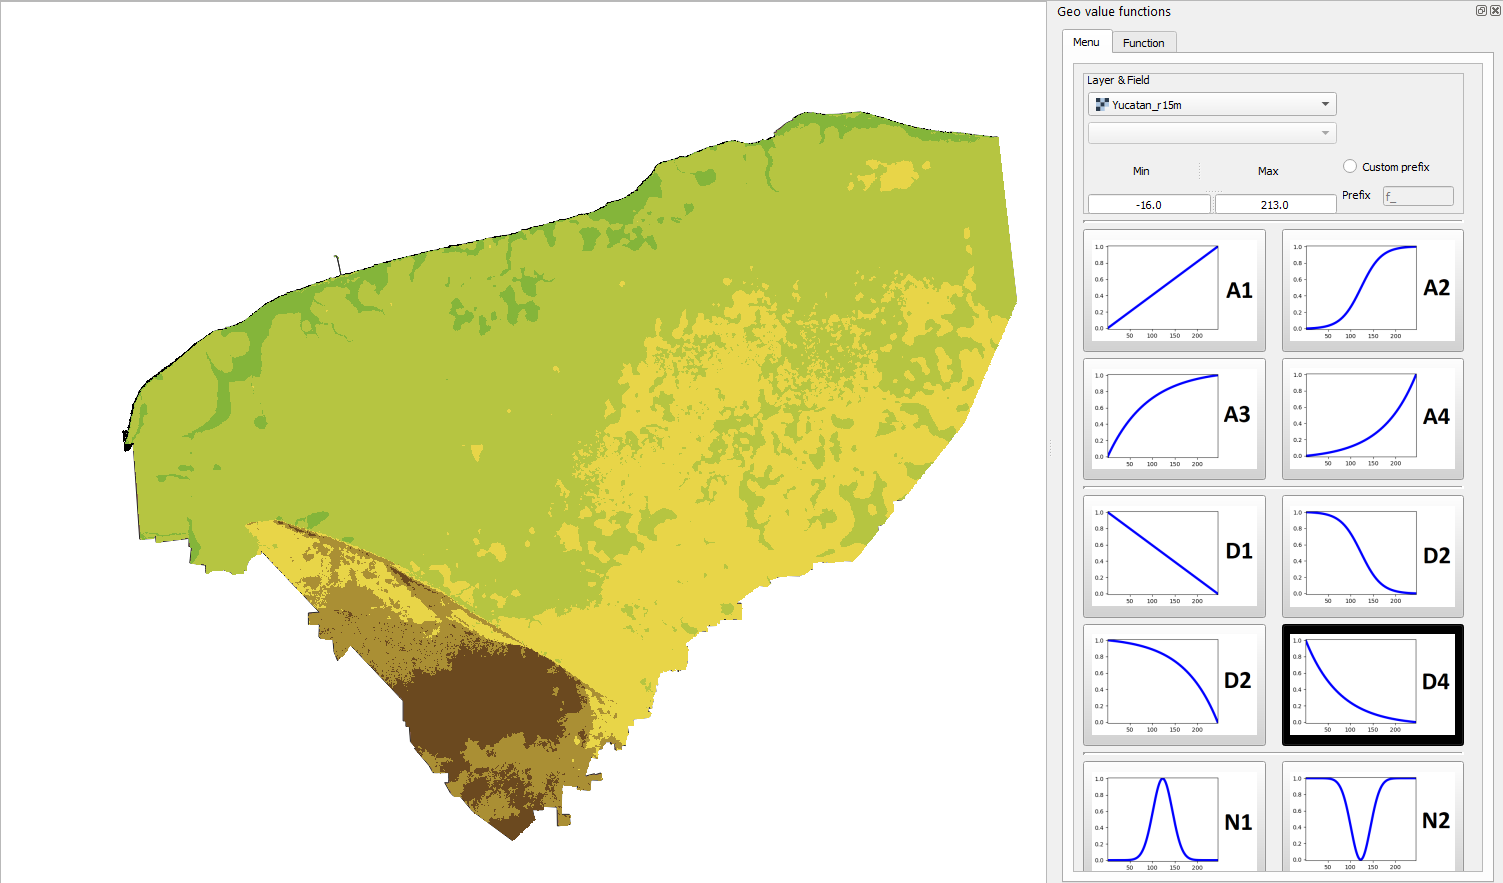 Geo value functions
Menu Function
Layer & Field
Yucatan_r15m
Min Max Custom prefix
-16.0 213.0 Prefix f_
1.0 0.8 0.6 0.4 0.2 0.0 50 100 150 200 A1
1.0 0.8 0.6 0.4 0.2 0.0 50 100 150 200 A2
1.0 0.8 0.6 0.4 0.2 0.0 50 100 150 200 A3
1.0 0.8 0.6 0.4 0.2 0.0 50 100 150 200 A4
1.0 0.8 0.6 0.4 0.2 0.0 50 100 150 200 D1
1.0 0.8 0.6 0.4 0.2 0.0 50 100 150 200 D2
1.0 0.8 0.6 0.4 0.2 0.0 50 100 150 200 D2
1.0 0.8 0.6 0.4 0.2 0.0 50 100 150 200 D4
1.0 0.8 0.6 0.4 0.2 0.0 50 100 150 200 N1
1.0 0.8 0.6 0.4 0.2 0.0 50 100 150 200 N2